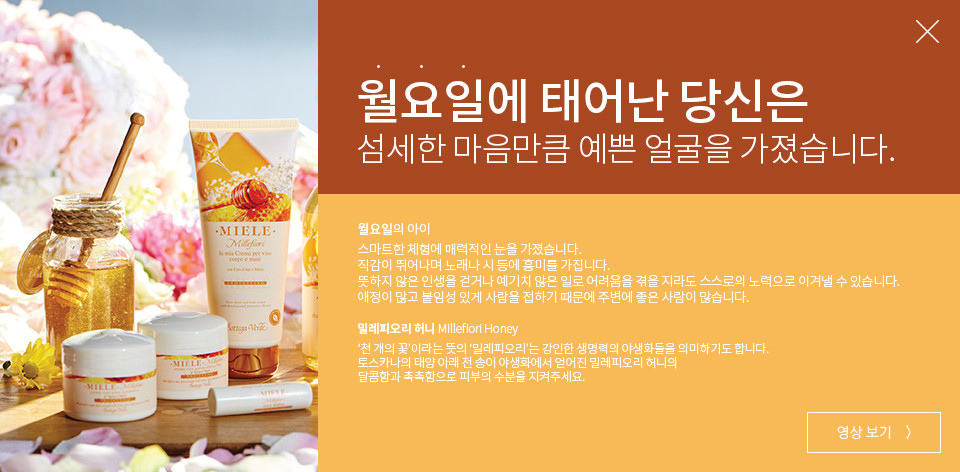 월요일에 태어난 당신은
섬세한 마음만큼 예쁜 얼굴을 가졌습니다.
월요일의 아이
스마트한 체형에 매력적인 눈을 가졌습니다.
직감이 뛰어나며 노래나 시 등에 흥미를 가집니다.
뜻하지 않은 인생을 걷거나 예기치 않은 일로 어려움을 겪을 지라도 스스로의 노력으로 이겨낼 수 있습니다.
애정이 많고 붙임성 있게 사람을 접하기 때문에 주변에 좋은 사람이 많습니다.
밀레피오리 허니 Millefiori Honey
'천 개의 꽃'이라는 뜻의 '밀레피오리'는 강인한 생명력의 야생화들을 의미하기도 합니다.
토스카나의 태양 아래 천 송이 야생화에서 얻어진 밀레피오리 허니의
달콤함과 촉촉함으로 피부의 수분을 지켜주세요.
영상 보기 〉
·MIELE·
Millefiori
la mia Crema per viso
corpo e mani
Bottega Verde
·MIELE·
·MIELE·
MIELE